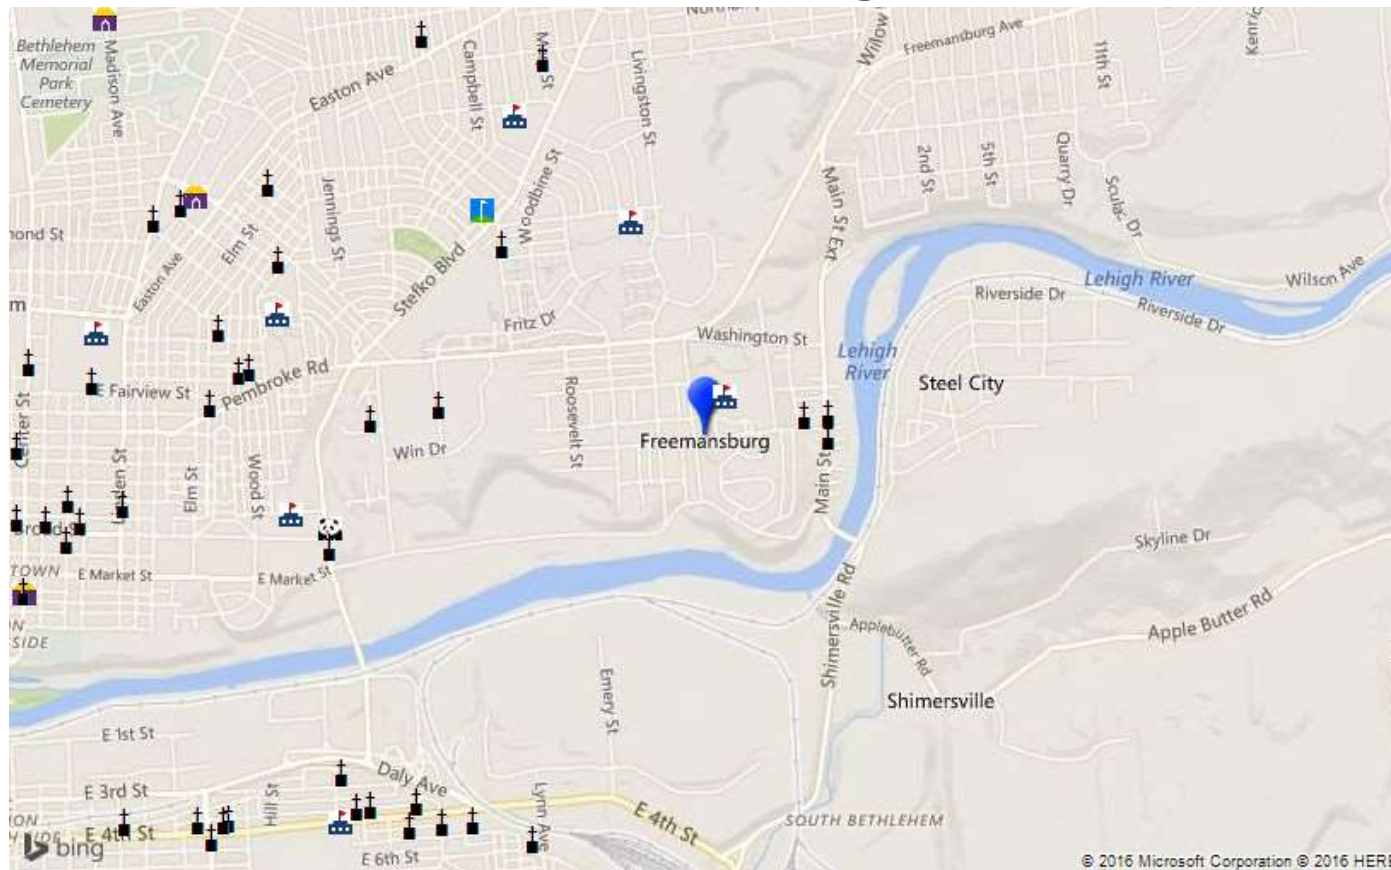 Bethlehem
Memorial
Park
Cemetery
Madison Ave
Easton Ave
Campbell St
Livingston St
Willow
Freemansburg Ave
11th St
Jennings St
Woodbine St
Main St Ext
2nd St
5th St
Quarry Dr
Scular Dr
Elm St
Easton Ave
Stefko Blvd
Fritz Dr
Washington St
Lehigh River
Wilson Ave
Riverside Dr
Riverside Dr
Lehigh
River
Steel City
E Fairview St
Pembroke Rd
Roosevelt St
Freemansburg
Center St
Elm St
Wood St
Win Dr
Main St
Skyline Dr
E Market St
E Market St
SIDE
Shimersville Rd
Applebutter Rd
Apple Butter Rd
Shimersville
Emery St
E 1st St
E 3rd St
Hill St
Daly Ave
Lynn Ave
E 4th St
E 4th St
SOUTH BETHLEHEM
E 6th St
bing
© 2016 Microsoft Corporation © 2016 HERE